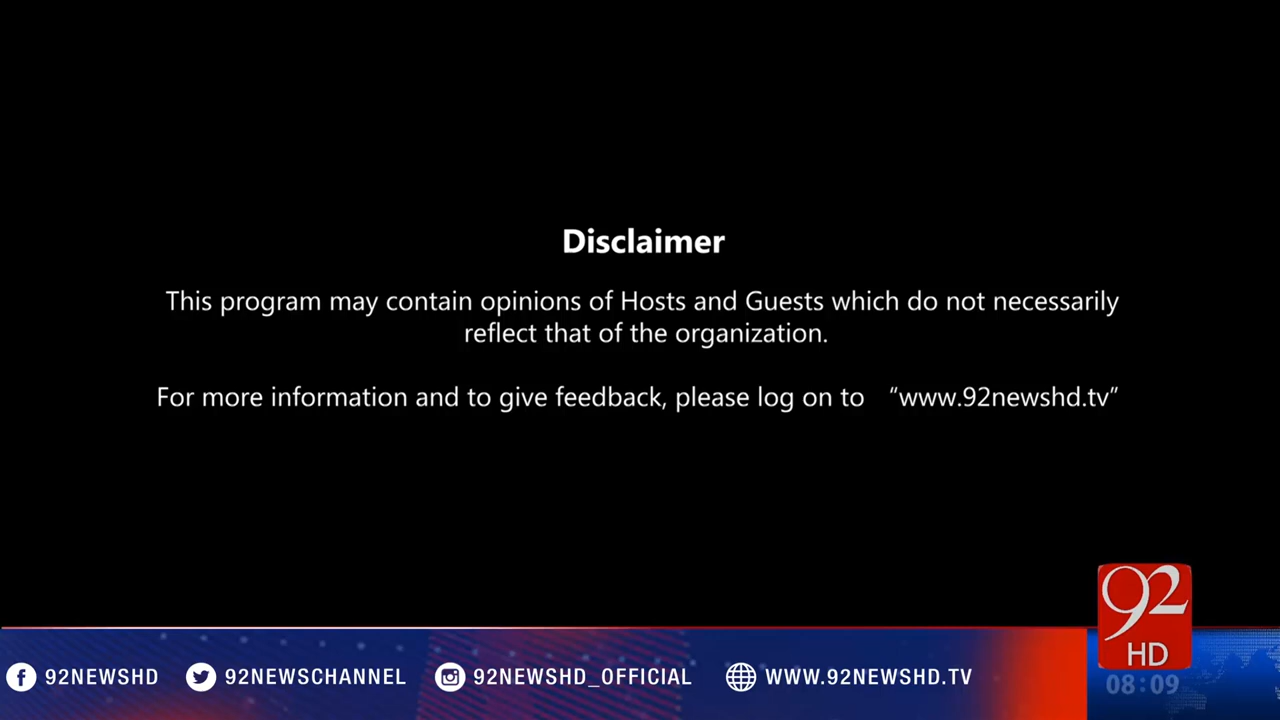 Disclaimer
This program may contain opinions of Hosts and Guests which do not necessarily
reflect that of the organization.
For more information and to give feedback, please log on to “www.92newshd.tv”
92
HD
92NEWSHD
92NEWSCHANNEL
92NEWSHD_OFFICIAL
WWW.92NEWSHD.TV
08:09